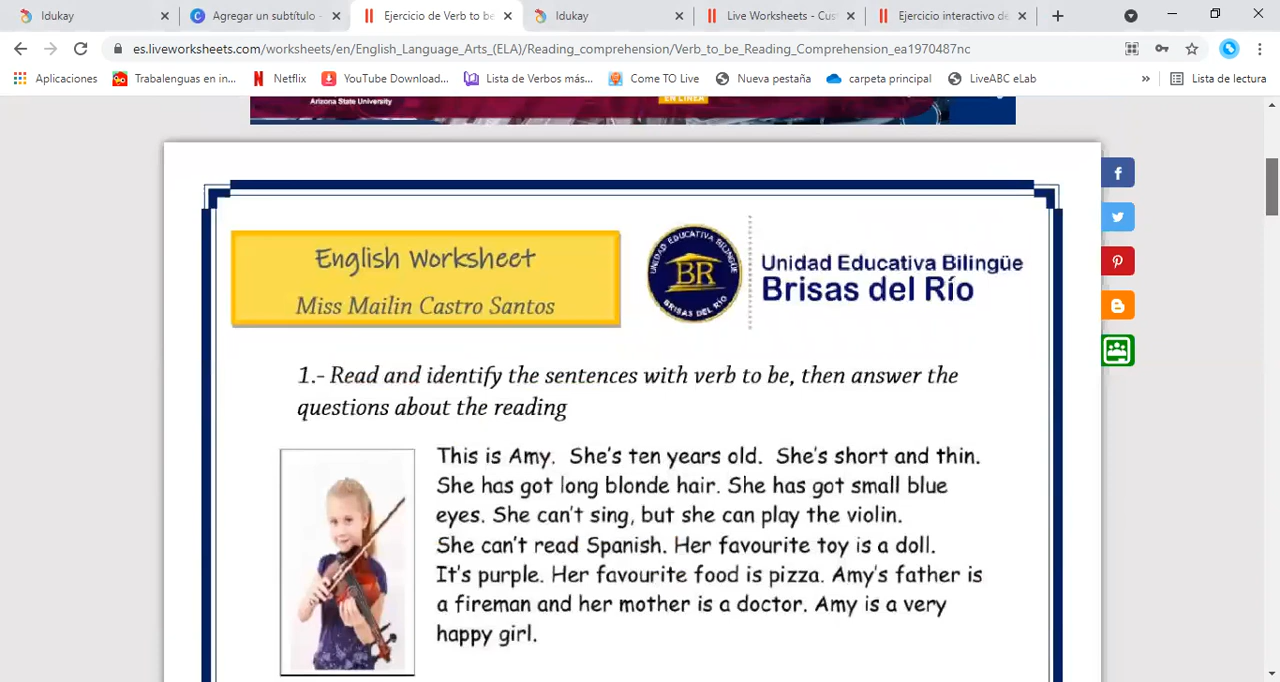 Idukay
Agregar un subtítulo -
Ejercicio de Verb to be
Idukay
Live Worksheets - Cus
Ejercicio interactivo de
es.liveworksheets.com/worksheets/en/English_Language_Arts_(ELA)/Reading_comprehension/Verb_to_be_Reading_Comprehension_ea1970487nc
Aplicaciones
Trabalenguas en in...
Netflix
YouTube Download...
Lista de Verbos más...
Come TO Live
Nueva pestaña
carpeta principal
LiveABC eLab
»
Lista de lectura
Arizona State University
EN LÍNEA
English Worksheet
Miss Mailin Castro Santos
UNIDAD EDUCATIVA BILINGÜE
BR
BRISAS DEL RÍO
Unidad Educativa Bilingüe
Brisas del Río
1.- Read and identify the sentences with verb to be, then answer the
questions about the reading
This is Amy. She's ten years old. She's short and thin.
She has got long blonde hair. She has got small blue
eyes. She can't sing, but she can play the violin.
She can't read Spanish. Her favourite toy is a doll.
It's purple. Her favourite food is pizza. Amy's father is
a fireman and her mother is a doctor. Amy is a very
happy girl.